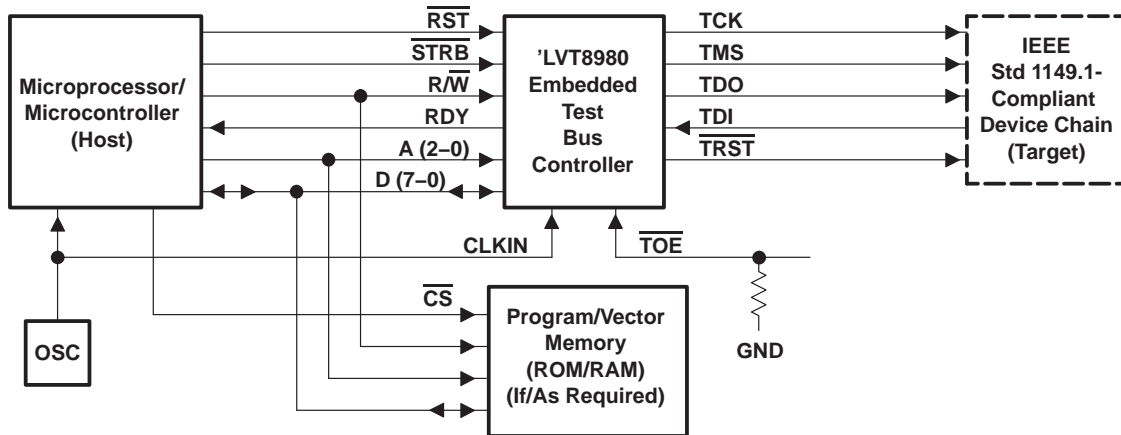 RST
STRB
R/W
RDY
A (2–0)
D (7–0)
Microprocessor/
Microcontroller
(Host)
’LVT8980
Embedded
Test
Bus
Controller
TCK
TMS
TDO
TDI
TRST
IEEE
Std 1149.1-
Compliant
Device Chain
(Target)
CLKIN
TOE
CS
OSC
Program/Vector
Memory
(ROM/RAM)
(If/As Required)
GND